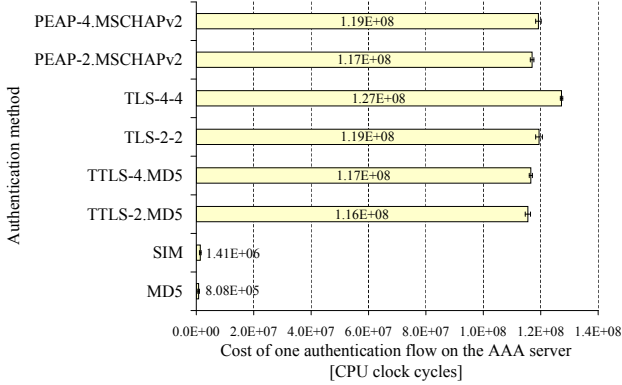 Authentication method
PEAP-4.MSCHAPv2
1.19E+08
PEAP-2.MSCHAPv2
1.17E+08
TLS-4-4
1.27E+08
TLS-2-2
1.19E+08
TTLS-4.MD5
1.17E+08
TTLS-2.MD5
1.16E+08
SIM
1.41E+06
MD5
8.08E+05
0.0E+00 2.0E+07 4.0E+07 6.0E+07 8.0E+07 1.0E+08 1.2E+08 1.4E+08
Cost of one authentication flow on the AAA server
[CPU clock cycles]